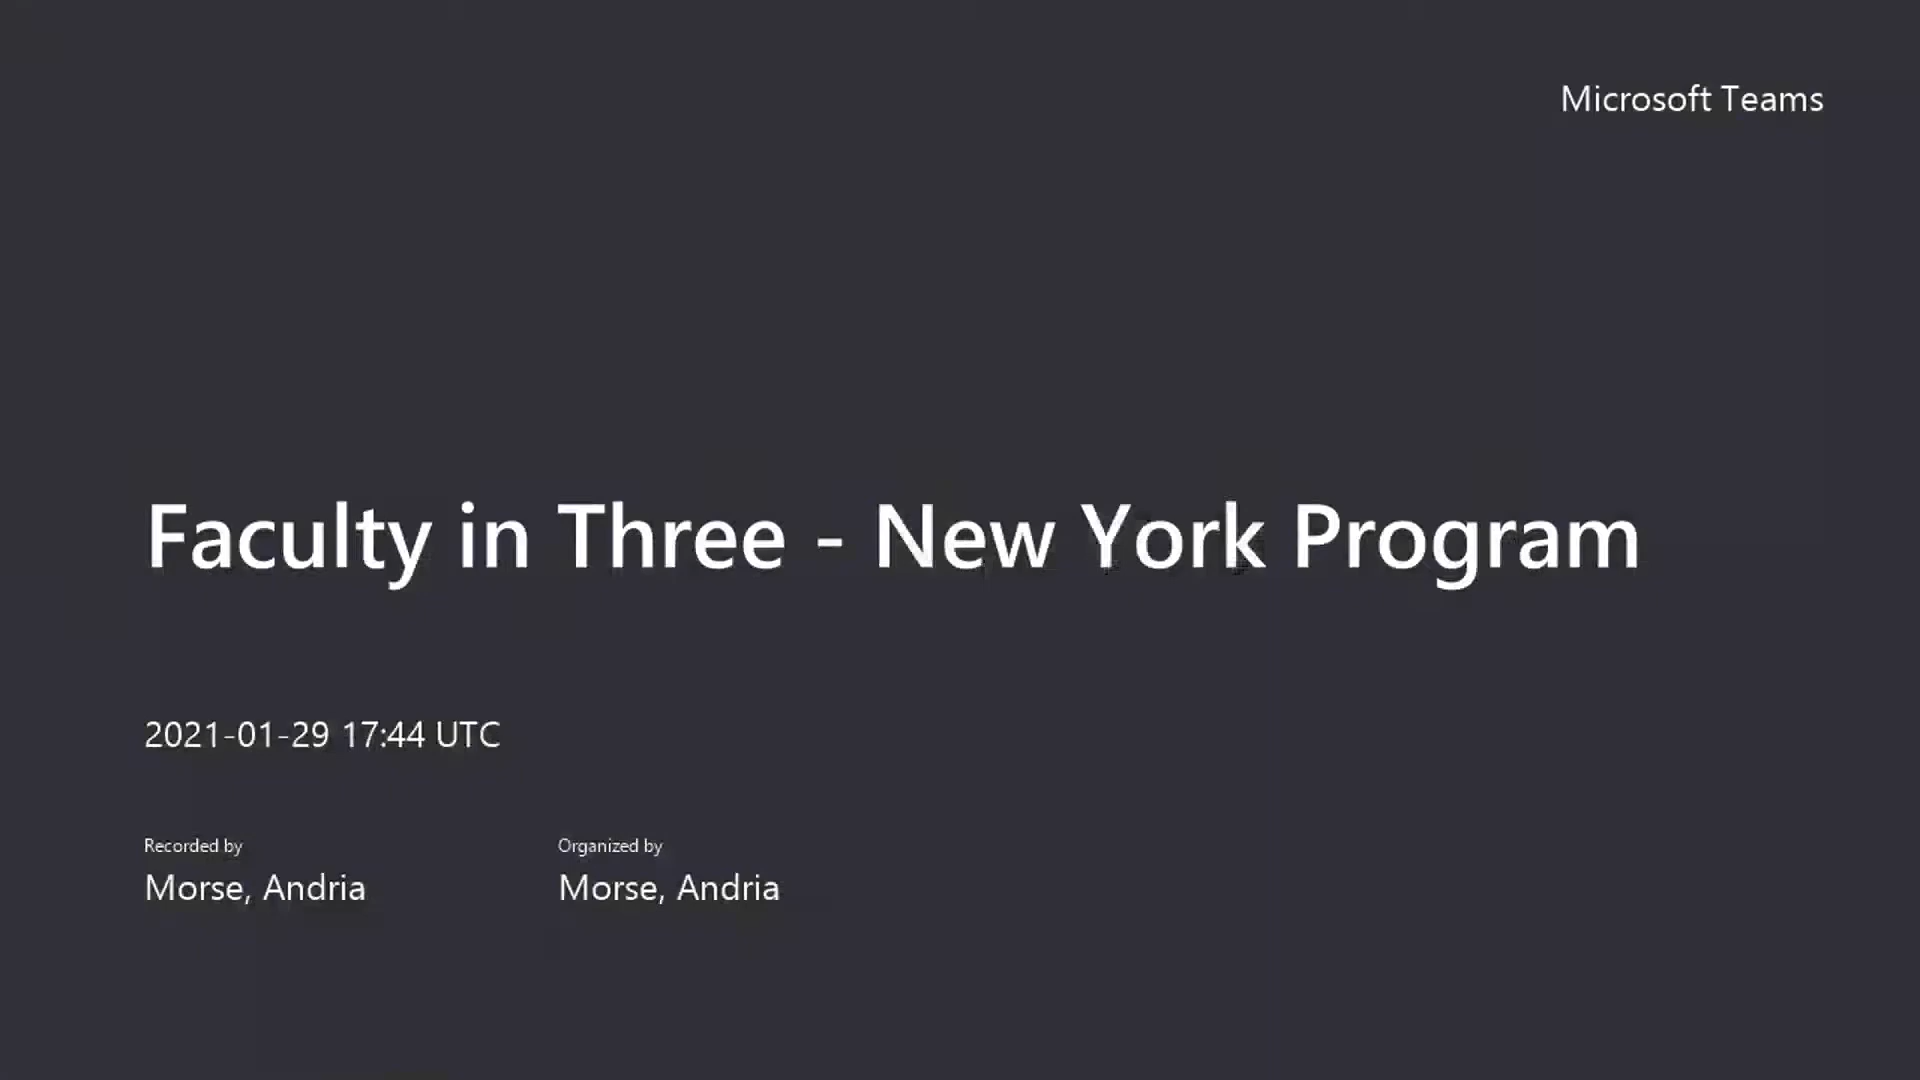 Microsoft Teams
Faculty in Three - New York Program
2021-01-29 17:44 UTC
Recorded by
Organized by
Morse, Andria
Morse, Andria